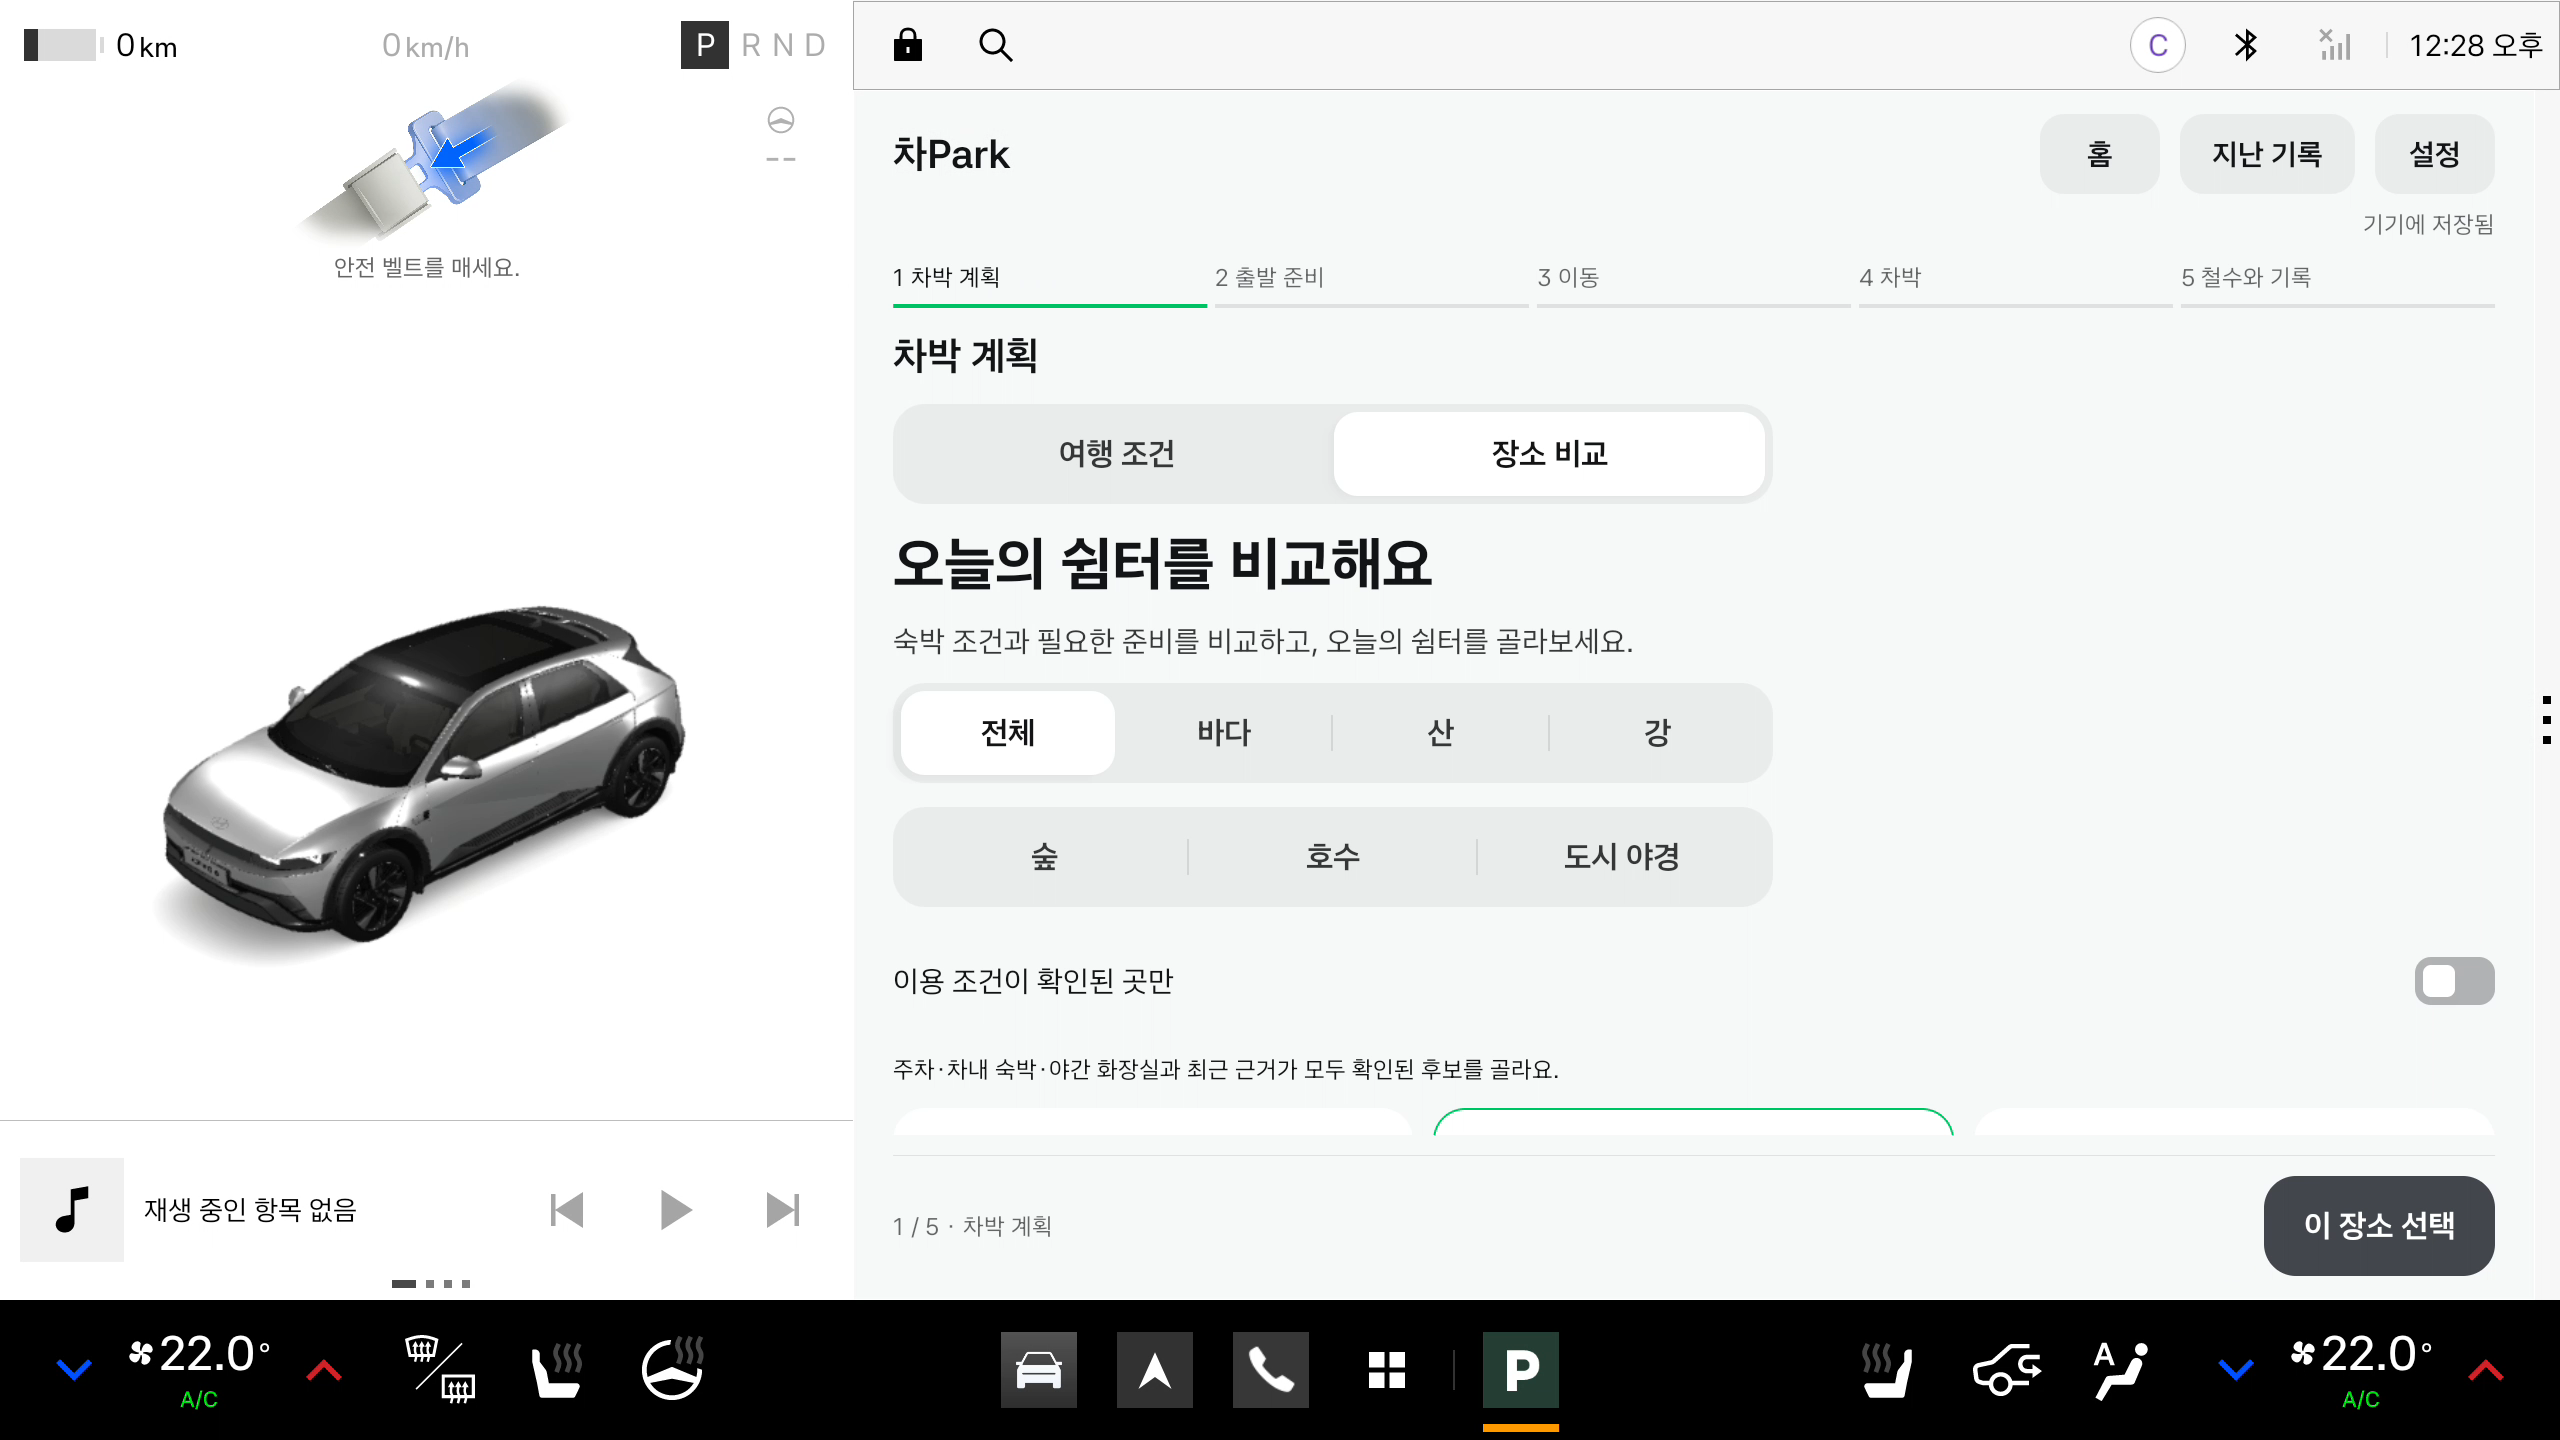 0 km
0 km/h
P R N D
안전 벨트를 매세요.
재생 중인 항목 없음
C
12:28 오후
차Park
홈
지난 기록
설정
기기에 저장됨
1 차박 계획
2 출발 준비
3 이동
4 차박
5 철수와 기록
차박 계획
여행 조건
장소 비교
오늘의 쉼터를 비교해요
숙박 조건과 필요한 준비를 비교하고, 오늘의 쉼터를 골라보세요.
전체
바다
산
강
숲
호수
도시 야경
이용 조건이 확인된 곳만
주차·차내 숙박·야간 화장실과 최근 근거가 모두 확인된 후보를 골라요.
1 / 5 · 차박 계획
이 장소 선택
22.0°
A/C
P
A
22.0°
A/C